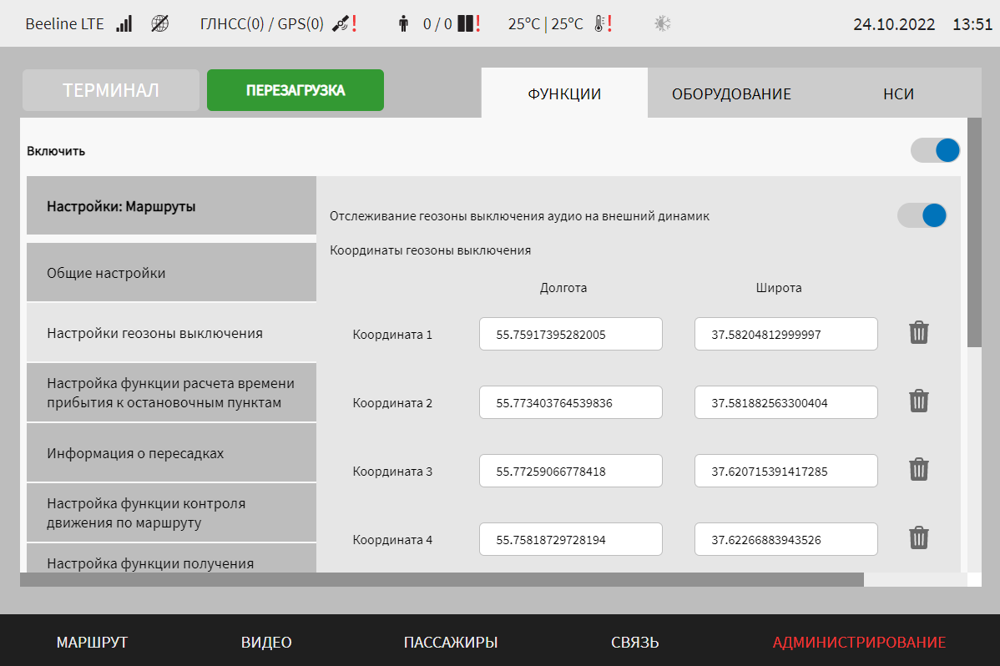 Beeline LTE ГЛНСС(0) / GPS(0) ! 0 / 0 ! 25°C | 25°C ! 24.10.2022 13:51
ТЕРМИНАЛ ПЕРЕЗАГРУЗКА ФУНКЦИИ ОБОРУДОВАНИЕ НСИ
Включить
Настройки: Маршруты
Общие настройки
Настройки геозоны выключения
Настройка функции расчета времени
прибытия к остановочным пунктам
Информация о пересадках
Настройка функции контроля
движения по маршруту
Настройка функции получения
Отслеживание геозоны выключения аудио на внешний динамик
Координаты геозоны выключения
Долгота Широта
Координата 1 55.75917395282005 37.58204812999997
Координата 2 55.773403764539836 37.581882563300404
Координата 3 55.77259066778418 37.620715391417285
Координата 4 55.75818729728194 37.62266883943526
МАРШРУТ ВИДЕО ПАССАЖИРЫ СВЯЗЬ АДМИНИСТРИРОВАНИЕ